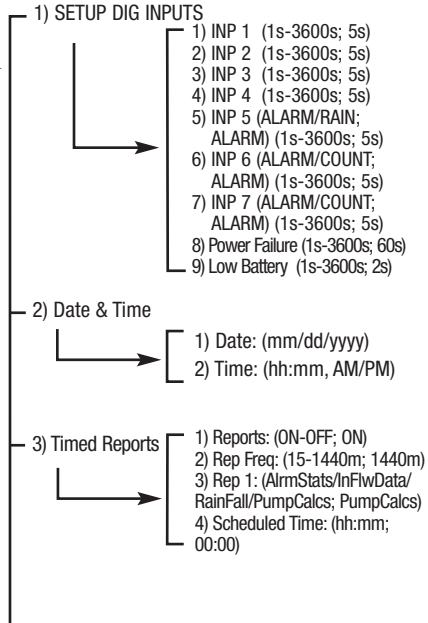 1) SETUP DIG INPUTS
1) INP 1 (1s-3600s; 5s)
2) INP 2 (1s-3600s; 5s)
3) INP 3 (1s-3600s; 5s)
4) INP 4 (1s-3600s; 5s)
5) INP 5 (ALARM/RAIN;
ALARM) (1s-3600s; 5s)
6) INP 6 (ALARM/COUNT;
ALARM) (1s-3600s; 5s)
7) INP 7 (ALARM/COUNT;
ALARM) (1s-3600s; 5s)
8) Power Failure (1s-3600s; 60s)
9) Low Battery (1s-3600s; 2s)
2) Date & Time
1) Date: (mm/dd/yyyy)
2) Time: (hh:mm, AM/PM)
3) Timed Reports
1) Reports: (ON-OFF; ON)
2) Rep Freq: (15-1440m; 1440m)
3) Rep 1: (AlrmStats/InFlwData/
RainFall/PumpCalcs; PumpCalcs)
4) Scheduled Time: (hh:mm;
00:00)